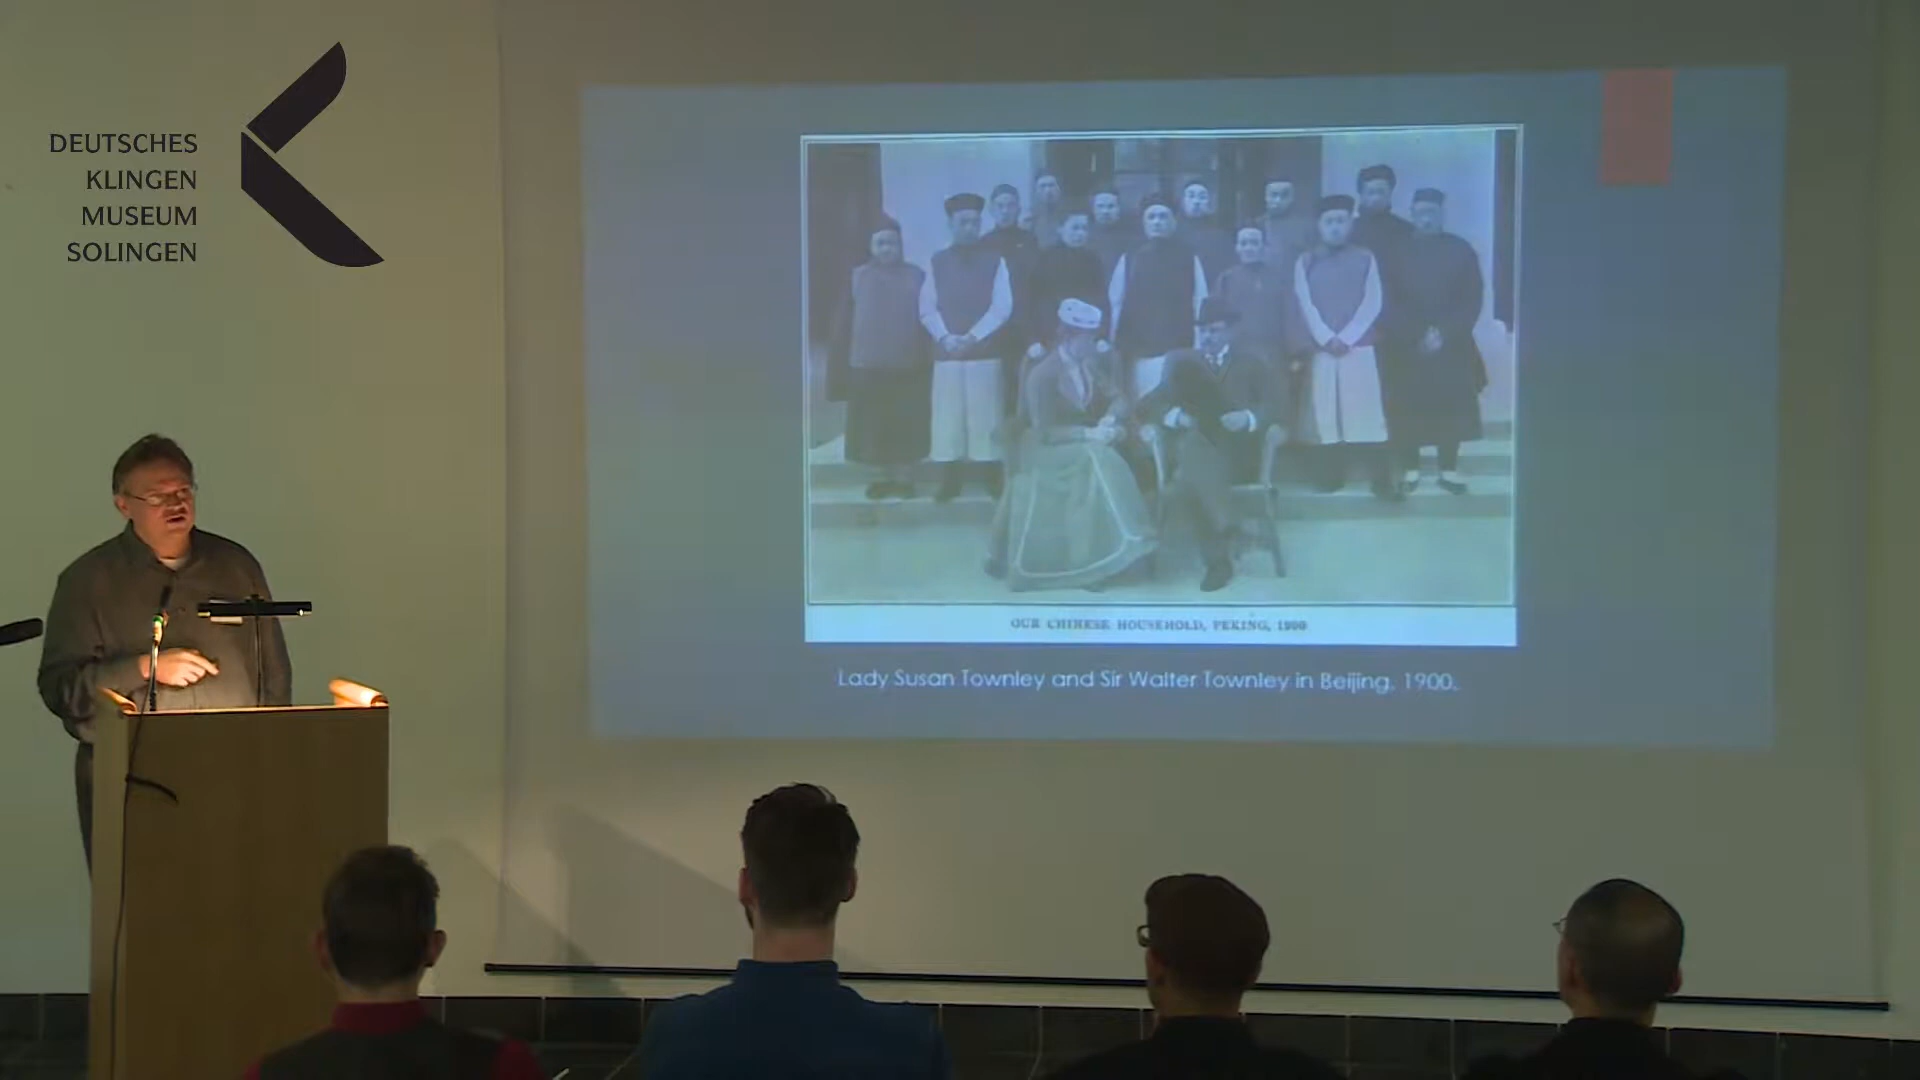 DEUTSCHES
KLINGEN
MUSEUM
SOLINGEN
OUR CHINESE HOUSEHOLD, PEKING, 1900
Lady Susan Townley and Sir Walter Townley in Beijing, 1900.